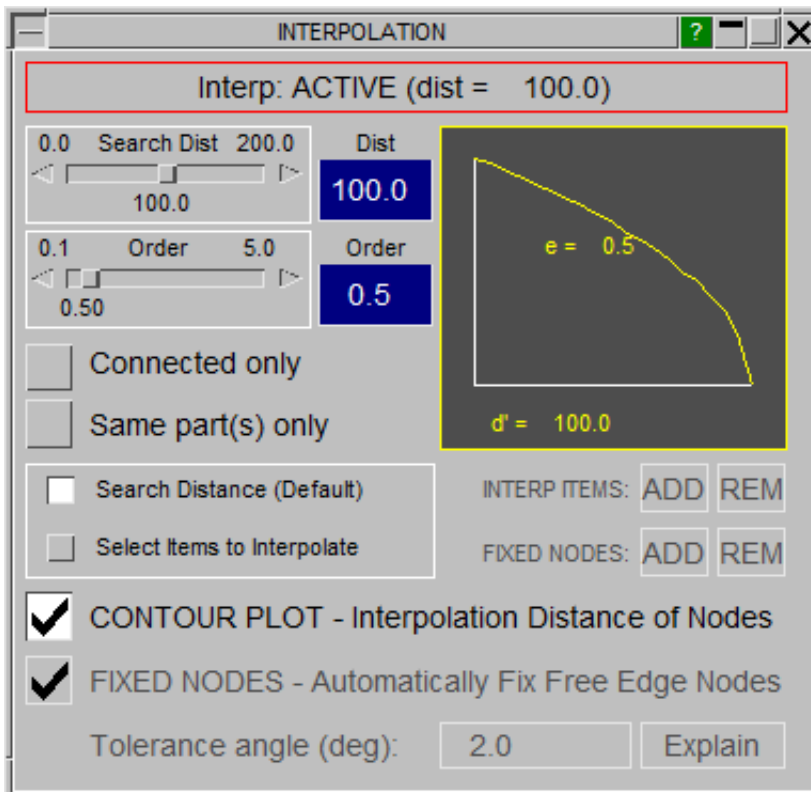 INTERPOLATION ?
Interp: ACTIVE (dist = 100.0)
0.0 Search Dist 200.0
100.0
Dist
100.0
0.1 Order 5.0
0.50
Order
0.5
e = 0.5
d' = 100.0
Connected only
Same part(s) only
Search Distance (Default)
Select Items to Interpolate
INTERP ITEMS: ADD REM
FIXED NODES: ADD REM
CONTOUR PLOT - Interpolation Distance of Nodes
FIXED NODES - Automatically Fix Free Edge Nodes
Tolerance angle (deg): 2.0 Explain